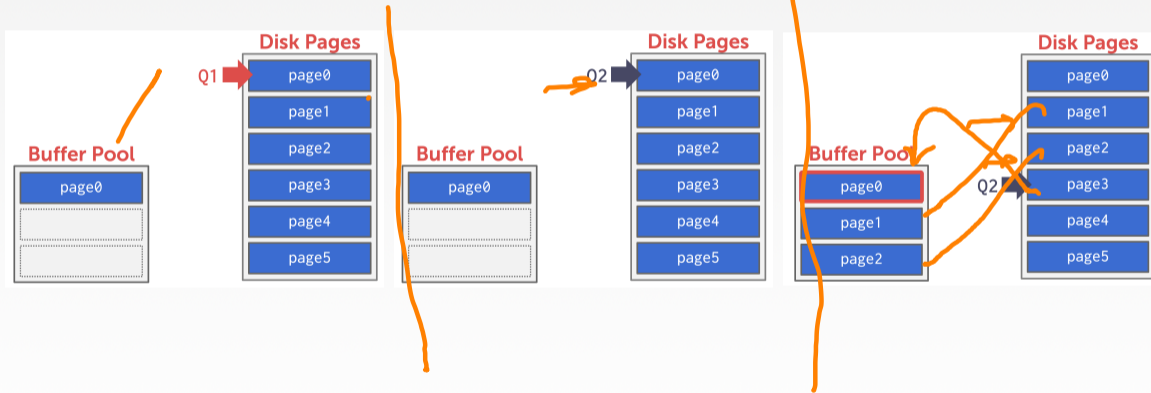 Disk Pages
Q1
page0
page1
page2
page3
page4
page5
Buffer Pool
page0
Disk Pages
Q2
page0
page1
page2
page3
page4
page5
Buffer Pool
page0
Disk Pages
page0
page1
page2
Q2
page3
page4
page5
Buffer Pool
page0
page1
page2